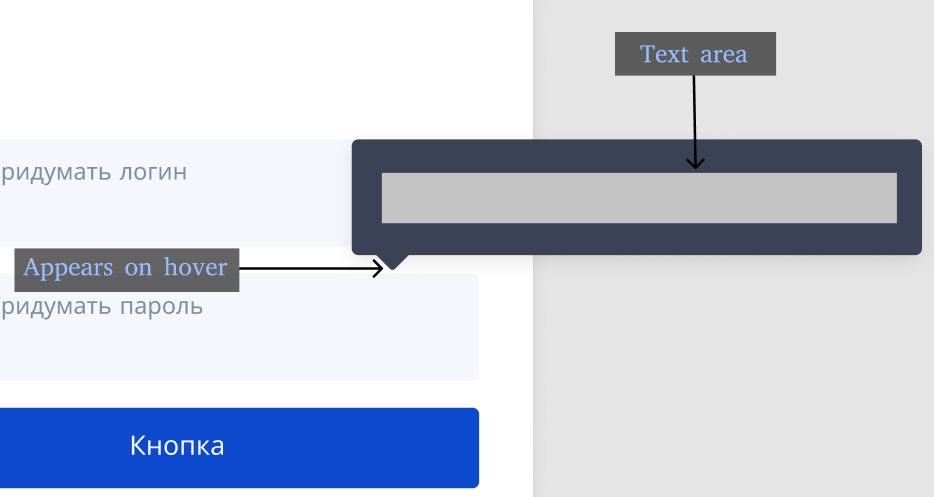 Text area
ридумать логин
Appears on hover
ридумать пароль
Кнопка